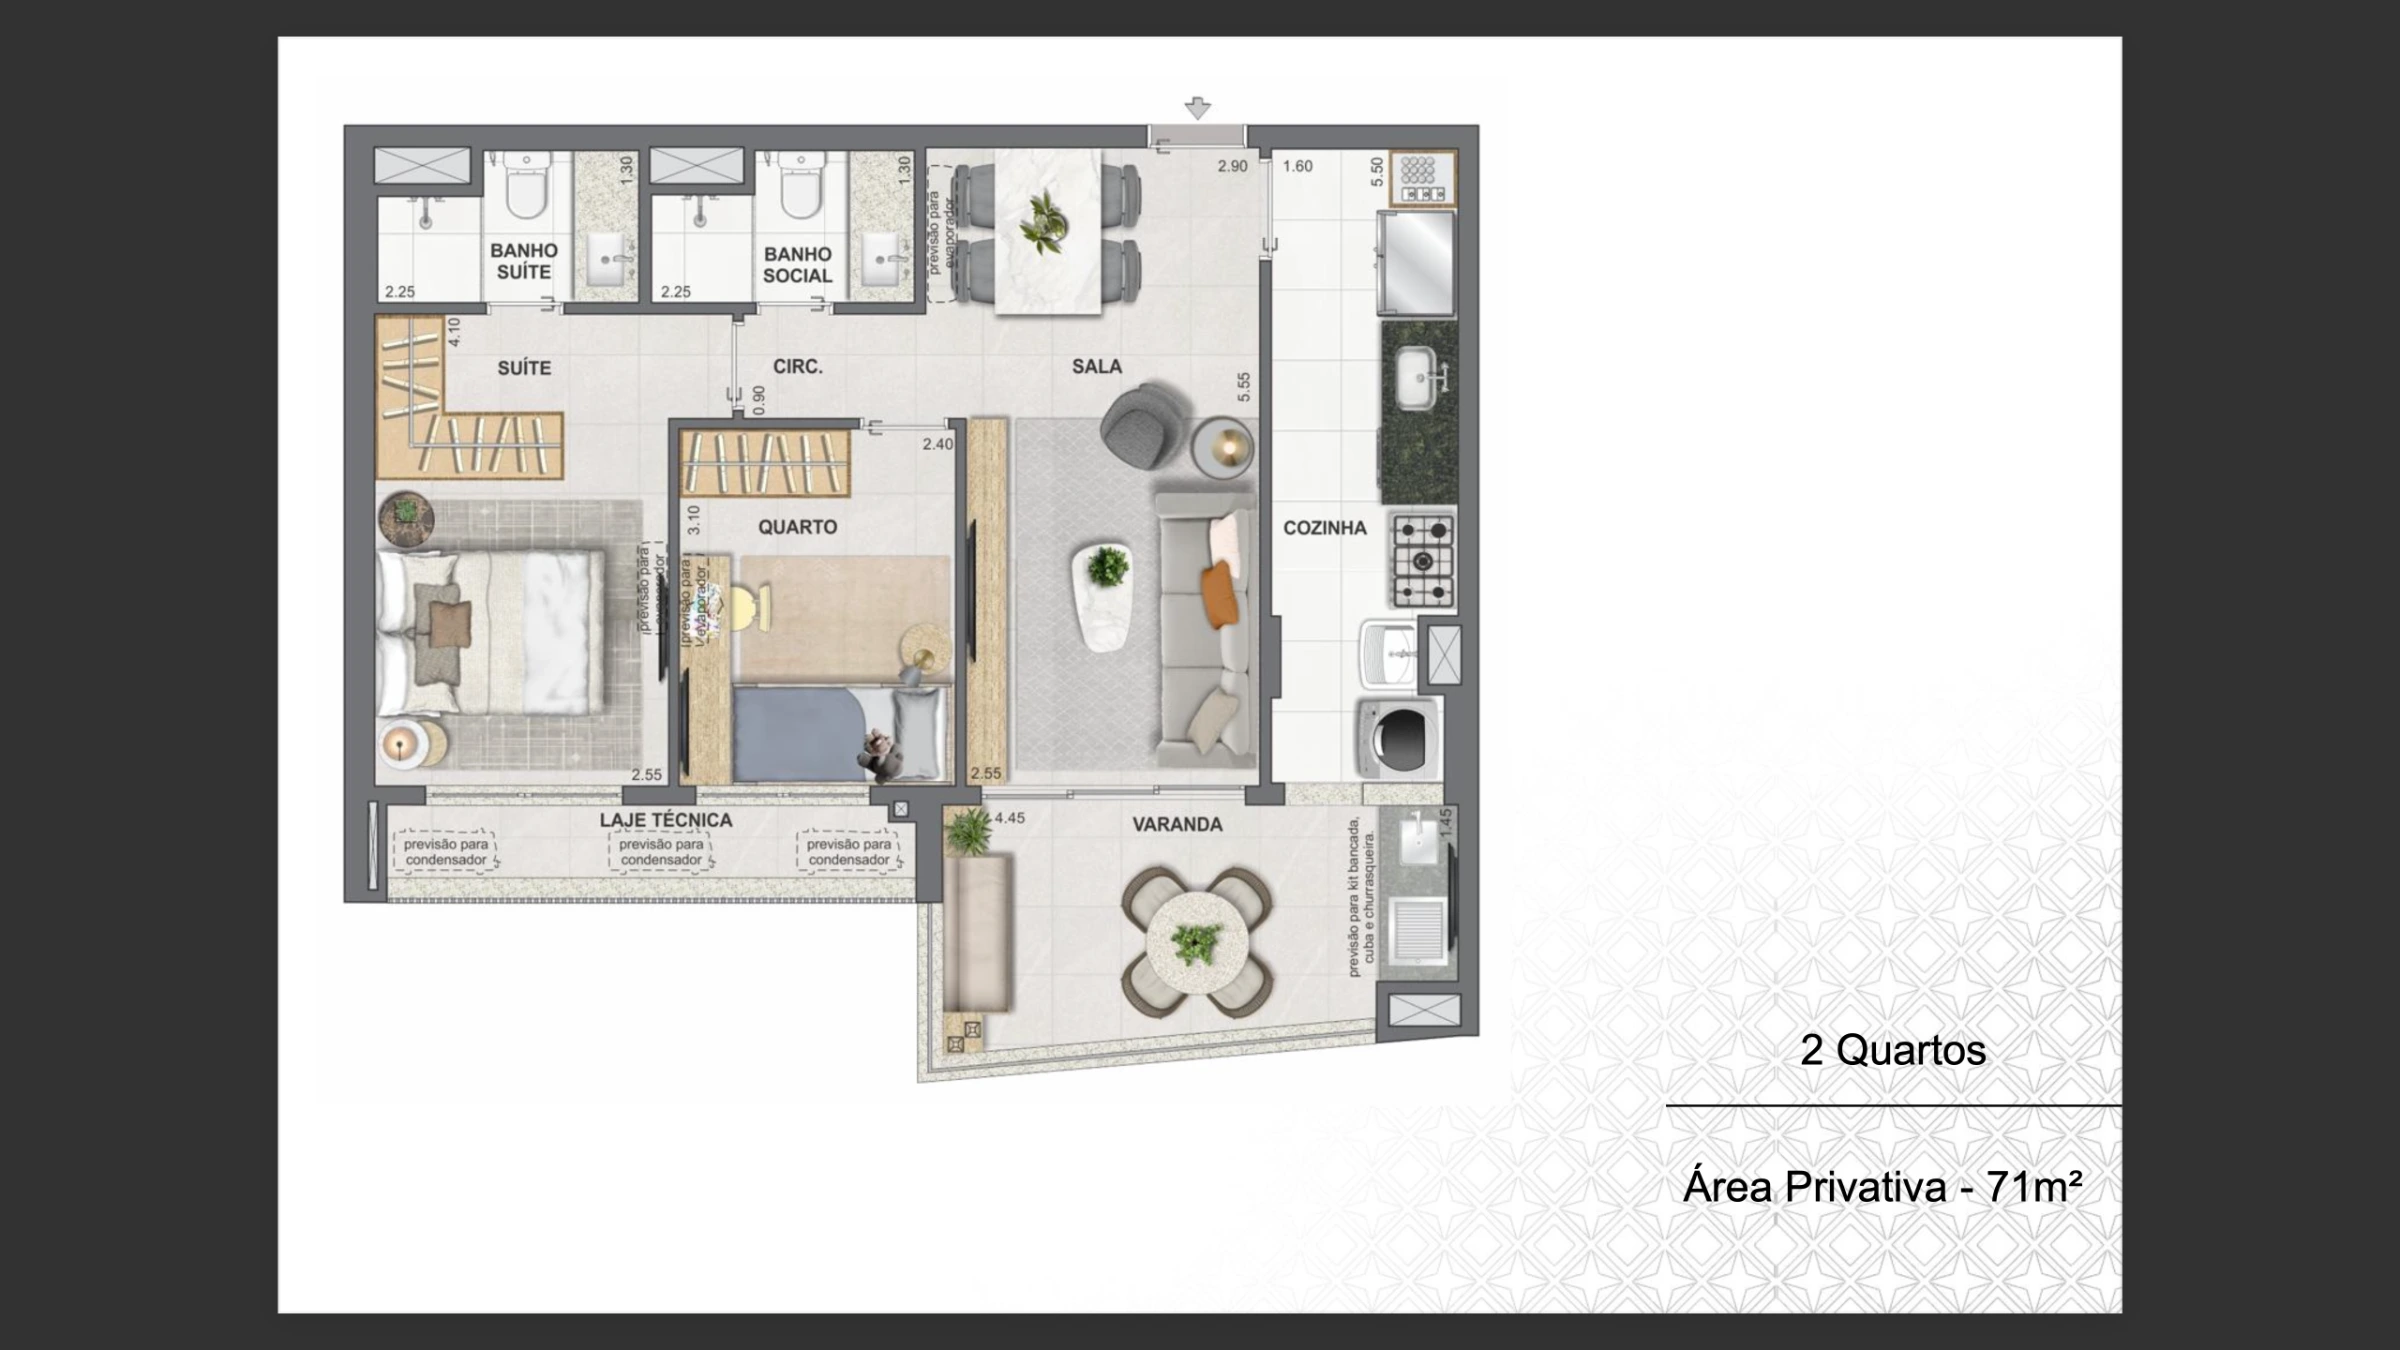 2.90
1.60
5.50
1.30
1.30
previsão para
evaporador
BANHO
SUÍTE
2.25
BANHO
SOCIAL
2.25
4.10
SUÍTE
CIRC.
0.90
SALA
5.55
2.40
3.10
QUARTO
COZINHA
previsão para
evaporador
previsão para
evaporador
2.55
2.55
LAJE TÉCNICA
previsão para
condensador
previsão para
condensador
previsão para
condensador
4.45
VARANDA
1.45
previsão para kit bancada,
cuba e churrasqueira.
2 Quartos
Área Privativa - 71m²